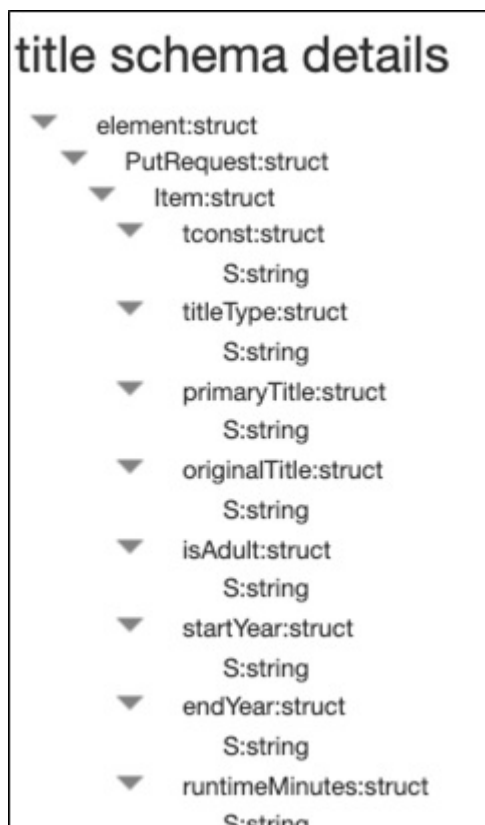 title schema details
element:struct
PutRequest:struct
Item:struct
tconst:struct
S:string
titleType:struct
S:string
primaryTitle:struct
S:string
originalTitle:struct
S:string
isAdult:struct
S:string
startYear:struct
S:string
endYear:struct
S:string
runtimeMinutes:struct
S:string